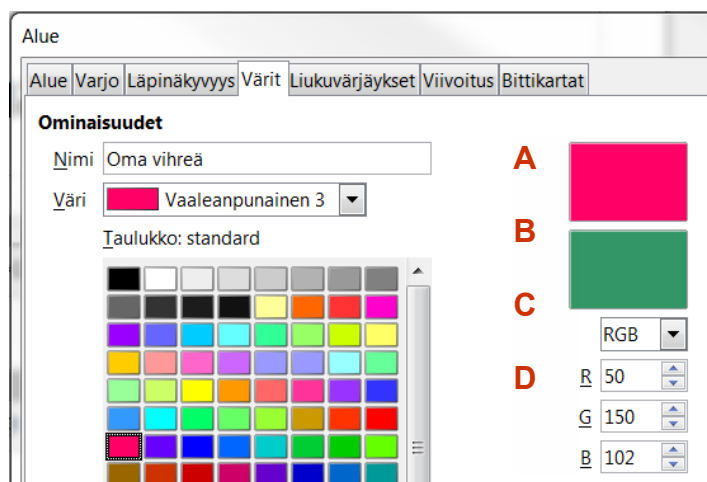 Alue
Alue Varjo Läpinäkyvyys Värit Liukuvärjäykset Viivoitus Bittikartat
Ominaisuudet
Nimi Oma vihreä
Väri Vaaleanpunainen 3
Taulukko: standard
A
B
C
RGB
D
R 50
G 150
B 102